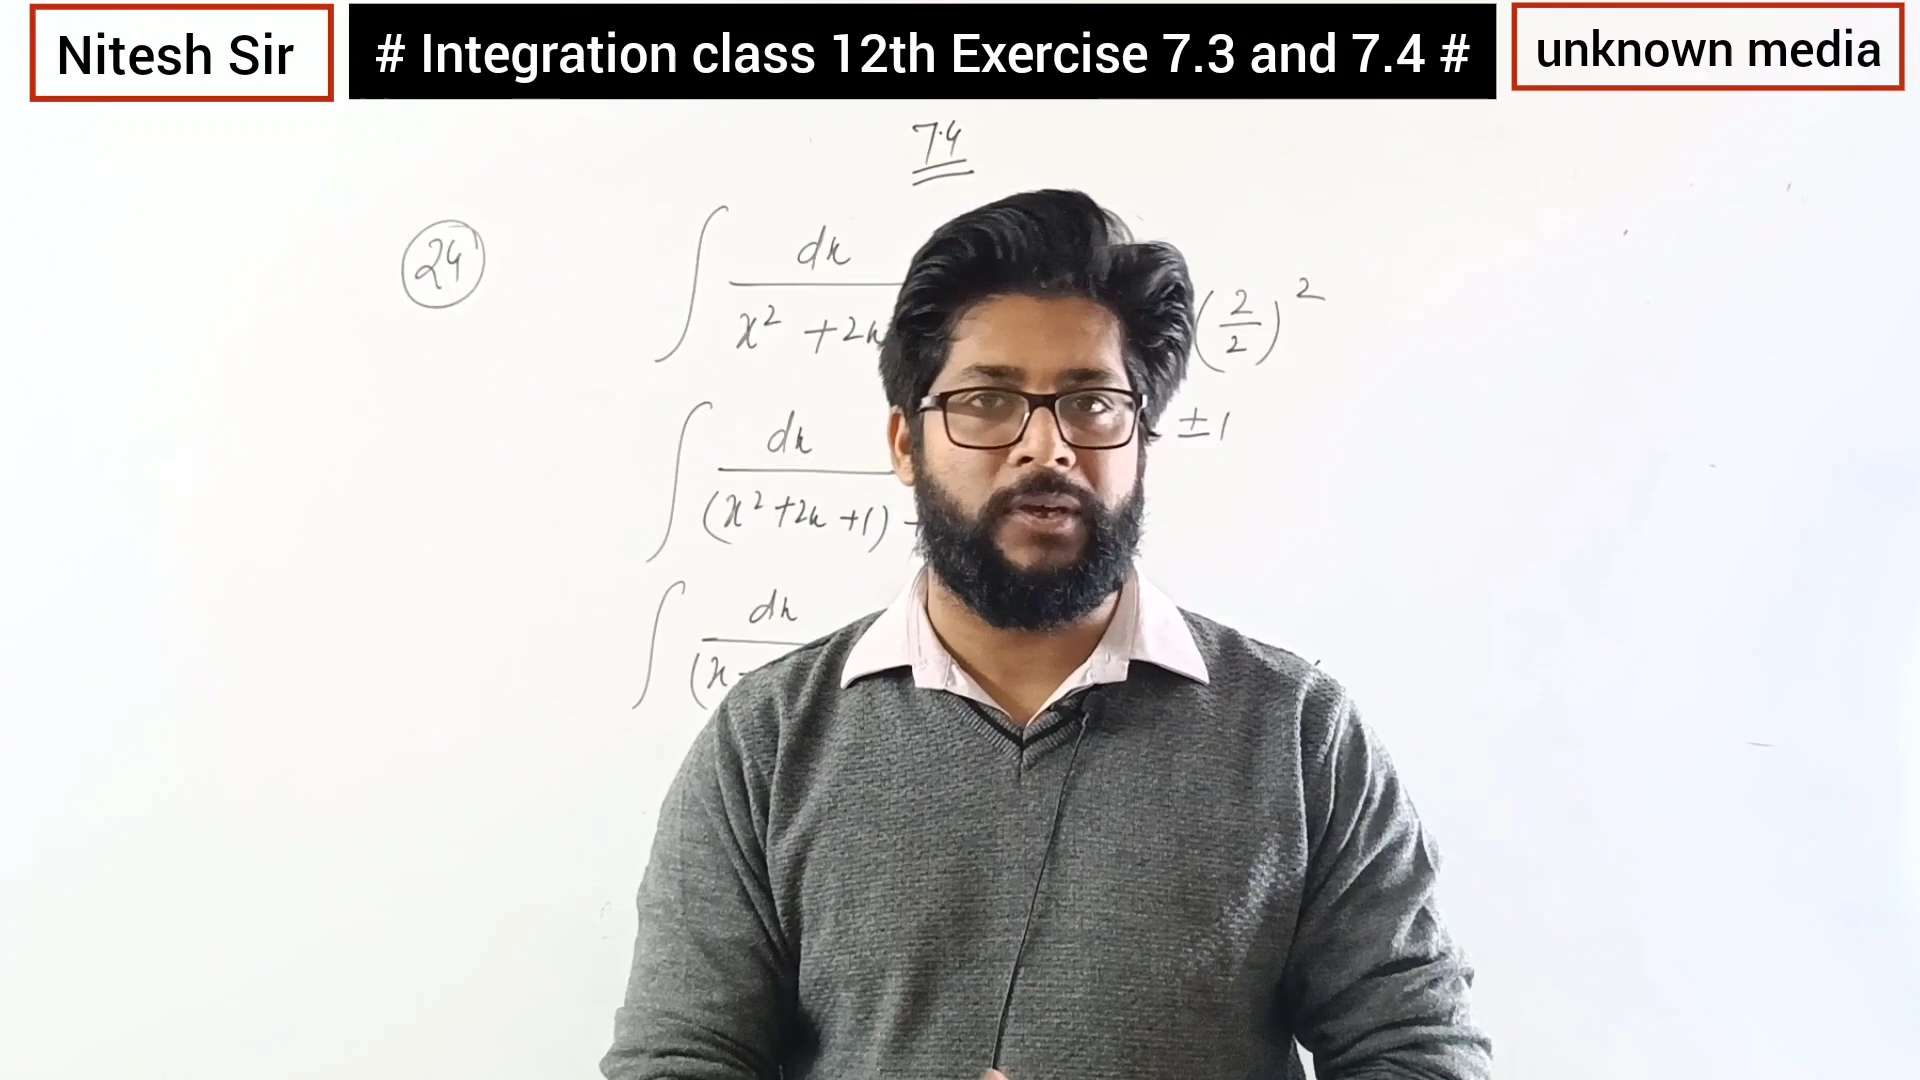 Nitesh Sir
# Integration class 12th Exercise 7.3 and 7.4 #
unknown media
7.4
24
∫ dx
x² + 2x
(2/2)²
∫ dx
± 1
(x² + 2x + 1)
∫ dx
(x